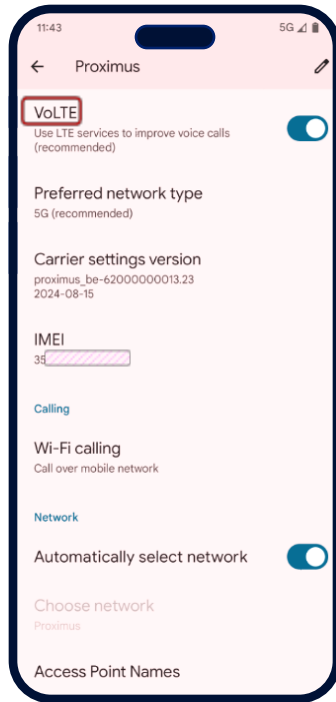 11:43
5G
Proximus
VoLTE
Use LTE services to improve voice calls
(recommended)
Preferred network type
5G (recommended)
Carrier settings version
proximus_be-62000000013.23
2024-08-15
IMEI
35
Calling
Wi-Fi calling
Call over mobile network
Network
Automatically select network
Choose network
Proximus
Access Point Names